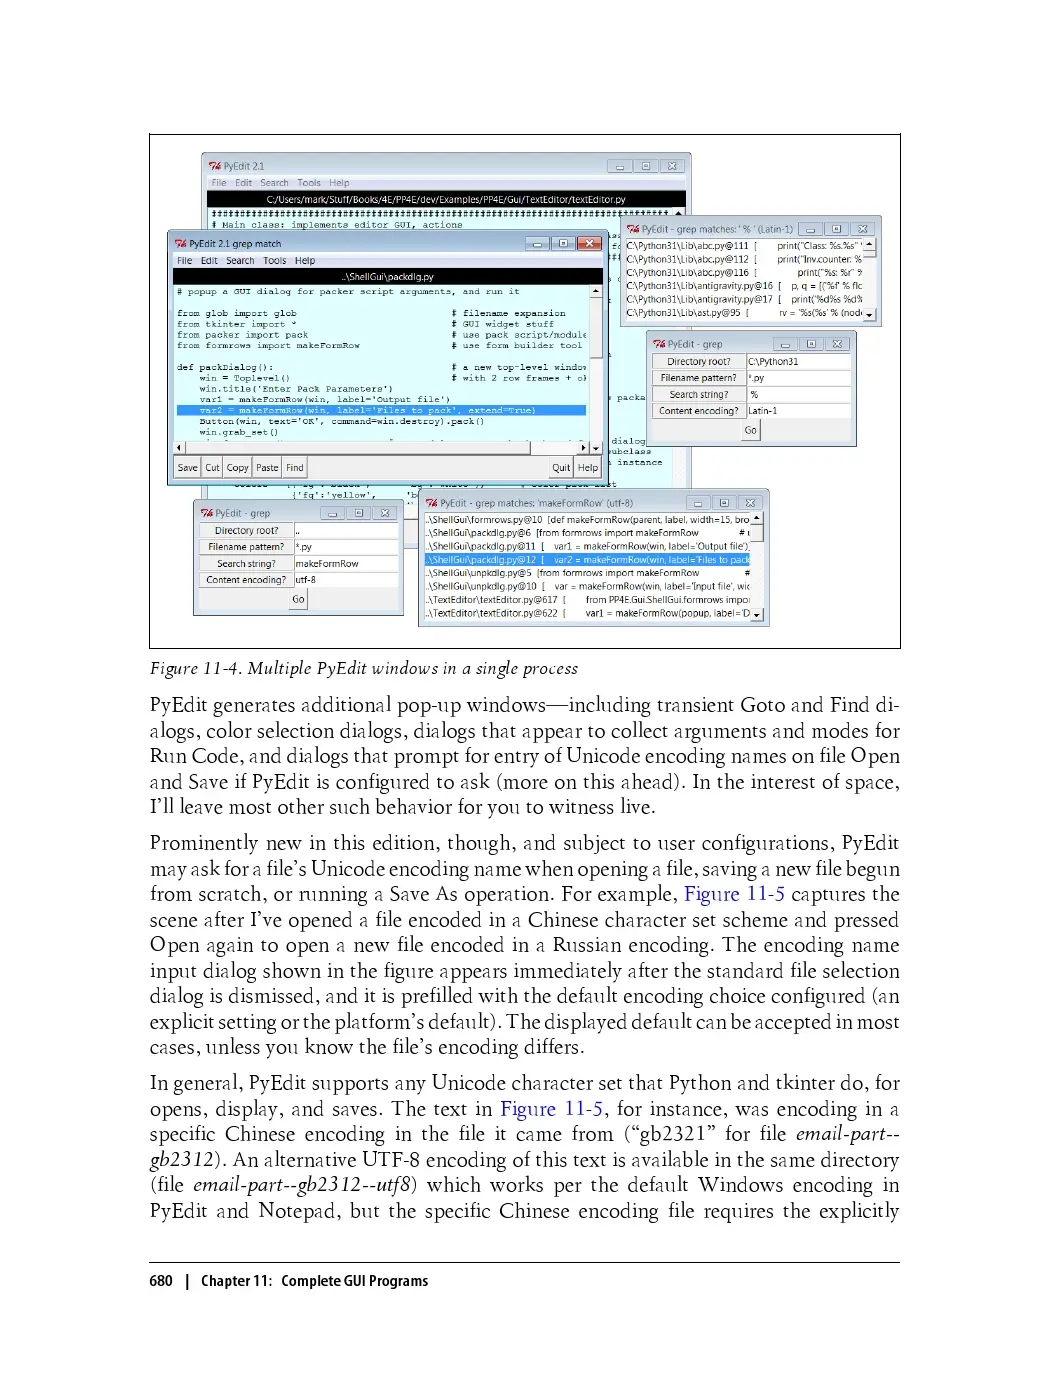 PyEdit 2.1
File Edit Search Tools Help
C:/Users/mark/Stuff/Books/4E/PP4E/dev/Examples/PP4E/Gui/TextEditor/textEditor.py
# Main class: implements editor GUI, actions
PyEdit 2.1 grep match
File Edit Search Tools Help
..\ShellGui\packdlg.py
# popup a GUI dialog for packer script arguments, and run it
from glob import glob # filename expansion
from tkinter import * # GUI widget stuff
from packer import pack # use pack script/module
from formrows import makeFormRow # use form builder tool
def packDialog(): # a new top-level window
win = Toplevel() # with 2 row frames + ok
win.title('Enter Pack Parameters')
var1 = makeFormRow(win, label='Output file')
var2 = makeFormRow(win, label='Files to pack', extend=True)
Button(win, text='OK', command=win.destroy).pack()
win.grab_set()
Save Cut Copy Paste Find Quit Help
{'fg':'yellow',
PyEdit - grep matches: ' % ' (Latin-1)
C:\Python31\Lib\abc.py@111 [ print("Class: %s.%s" 
C:\Python31\Lib\abc.py@112 [ print("Inv.counter: %
C:\Python31\Lib\abc.py@116 [ print("%s: %r" %
C:\Python31\Lib\antigravity.py@16 [ p, q = [('%f' % flo
C:\Python31\Lib\antigravity.py@17 [ print('%d%s %d%
C:\Python31\Lib\ast.py@95 [ rv = '%s(%s' % (node
PyEdit - grep
Directory root? C:\Python31
Filename pattern? *.py
Search string? %
Content encoding? Latin-1
Go
PyEdit - grep
Directory root? ..
Filename pattern? *.py
Search string? makeFormRow
Content encoding? utf-8
Go
PyEdit - grep matches: 'makeFormRow' (utf-8)
..\ShellGui\formrows.py@10 [def makeFormRow(parent, label, width=15, bro
..\ShellGui\packdlg.py@6 [from formrows import makeFormRow # u
..\ShellGui\packdlg.py@11 [ var1 = makeFormRow(win, label='Output file')]
..\ShellGui\packdlg.py@12 [ var2 = makeFormRow(win, label='Files to pack
..\ShellGui\unpkdlg.py@5 [from formrows import makeFormRow #
..\ShellGui\unpkdlg.py@10 [ var = makeFormRow(win, label='Input file', wid
..\TextEditor\textEditor.py@617 [ from PP4E.Gui.ShellGui.formrows impor
..\TextEditor\textEditor.py@622 [ var1 = makeFormRow(popup, label='D
Figure 11-4. Multiple PyEdit windows in a single process
PyEdit generates additional pop-up windows—including transient Goto and Find di-
alogs, color selection dialogs, dialogs that appear to collect arguments and modes for
Run Code, and dialogs that prompt for entry of Unicode encoding names on file Open
and Save if PyEdit is configured to ask (more on this ahead). In the interest of space,
I’ll leave most other such behavior for you to witness live.
Prominently new in this edition, though, and subject to user configurations, PyEdit
may ask for a file’s Unicode encoding name when opening a file, saving a new file begun
from scratch, or running a Save As operation. For example, Figure 11-5 captures the
scene after I’ve opened a file encoded in a Chinese character set scheme and pressed
Open again to open a new file encoded in a Russian encoding. The encoding name
input dialog shown in the figure appears immediately after the standard file selection
dialog is dismissed, and it is prefilled with the default encoding choice configured (an
explicit setting or the platform’s default). The displayed default can be accepted in most
cases, unless you know the file’s encoding differs.
In general, PyEdit supports any Unicode character set that Python and tkinter do, for
opens, display, and saves. The text in Figure 11-5, for instance, was encoding in a
specific Chinese encoding in the file it came from (“gb2321” for file email-part--
gb2312). An alternative UTF-8 encoding of this text is available in the same directory
(file email-part--gb2312--utf8) which works per the default Windows encoding in
PyEdit and Notepad, but the specific Chinese encoding file requires the explicitly
680 | Chapter 11: Complete GUI Programs